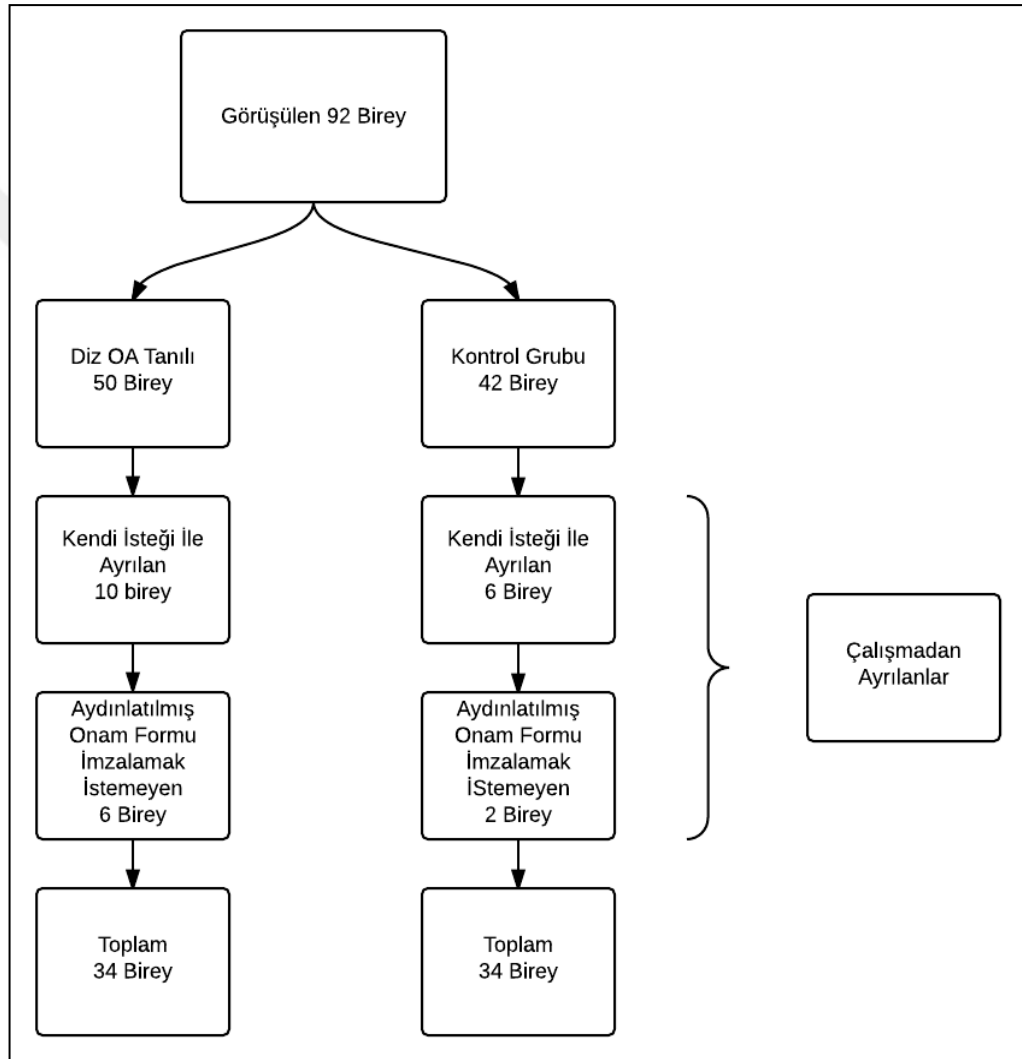 Görüşülen 92 Birey
Diz OA Tanılı
50 Birey
Kontrol Grubu
42 Birey
Kendi İsteği İle
Ayrılan
10 birey
Kendi İsteği İle
Ayrılan
6 Birey
Çalışmadan
Ayrılanlar
Aydınlatılmış
Onam Formu
İmzalamak
İstemeyen
6 Birey
Aydınlatılmış
Onam Formu
İmzalamak
İStemeyen
2 Birey
Toplam
34 Birey
Toplam
34 Birey